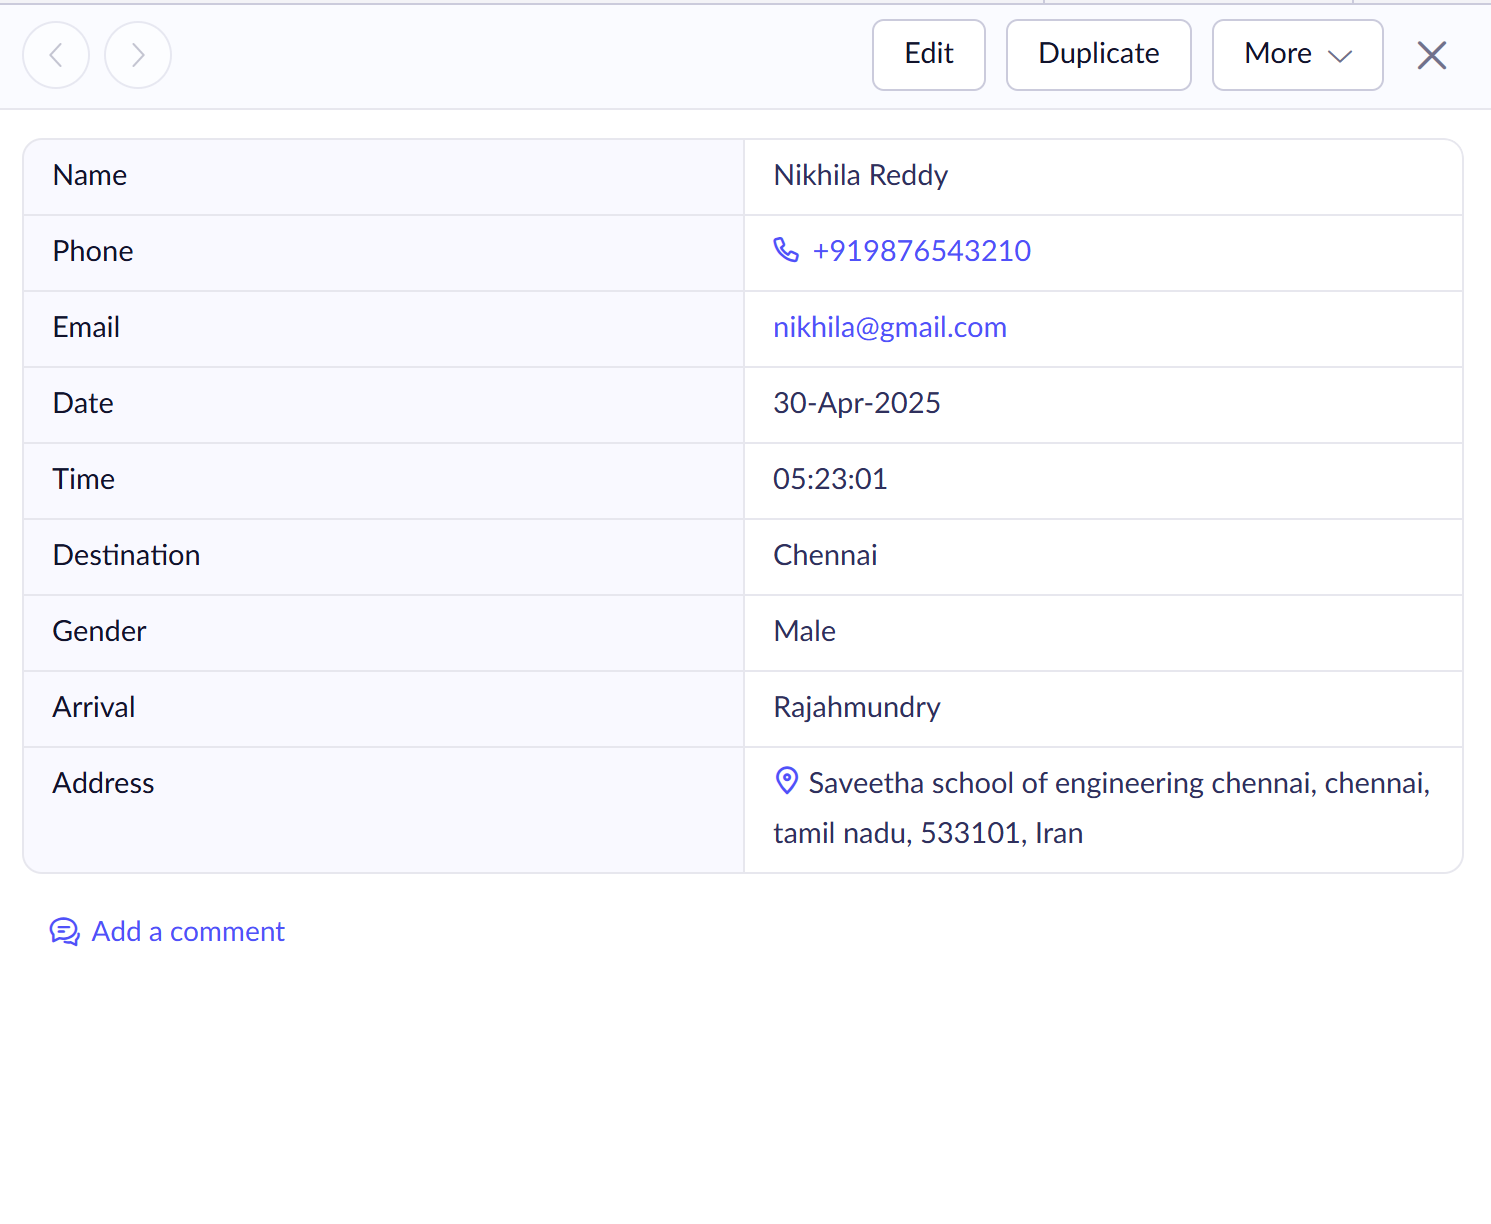 Edit Duplicate More
Name Nikhila Reddy
Phone +919876543210
Email nikhila@gmail.com
Date 30-Apr-2025
Time 05:23:01
Destination Chennai
Gender Male
Arrival Rajahmundry
Address Saveetha school of engineering chennai, chennai,
tamil nadu, 533101, Iran
Add a comment